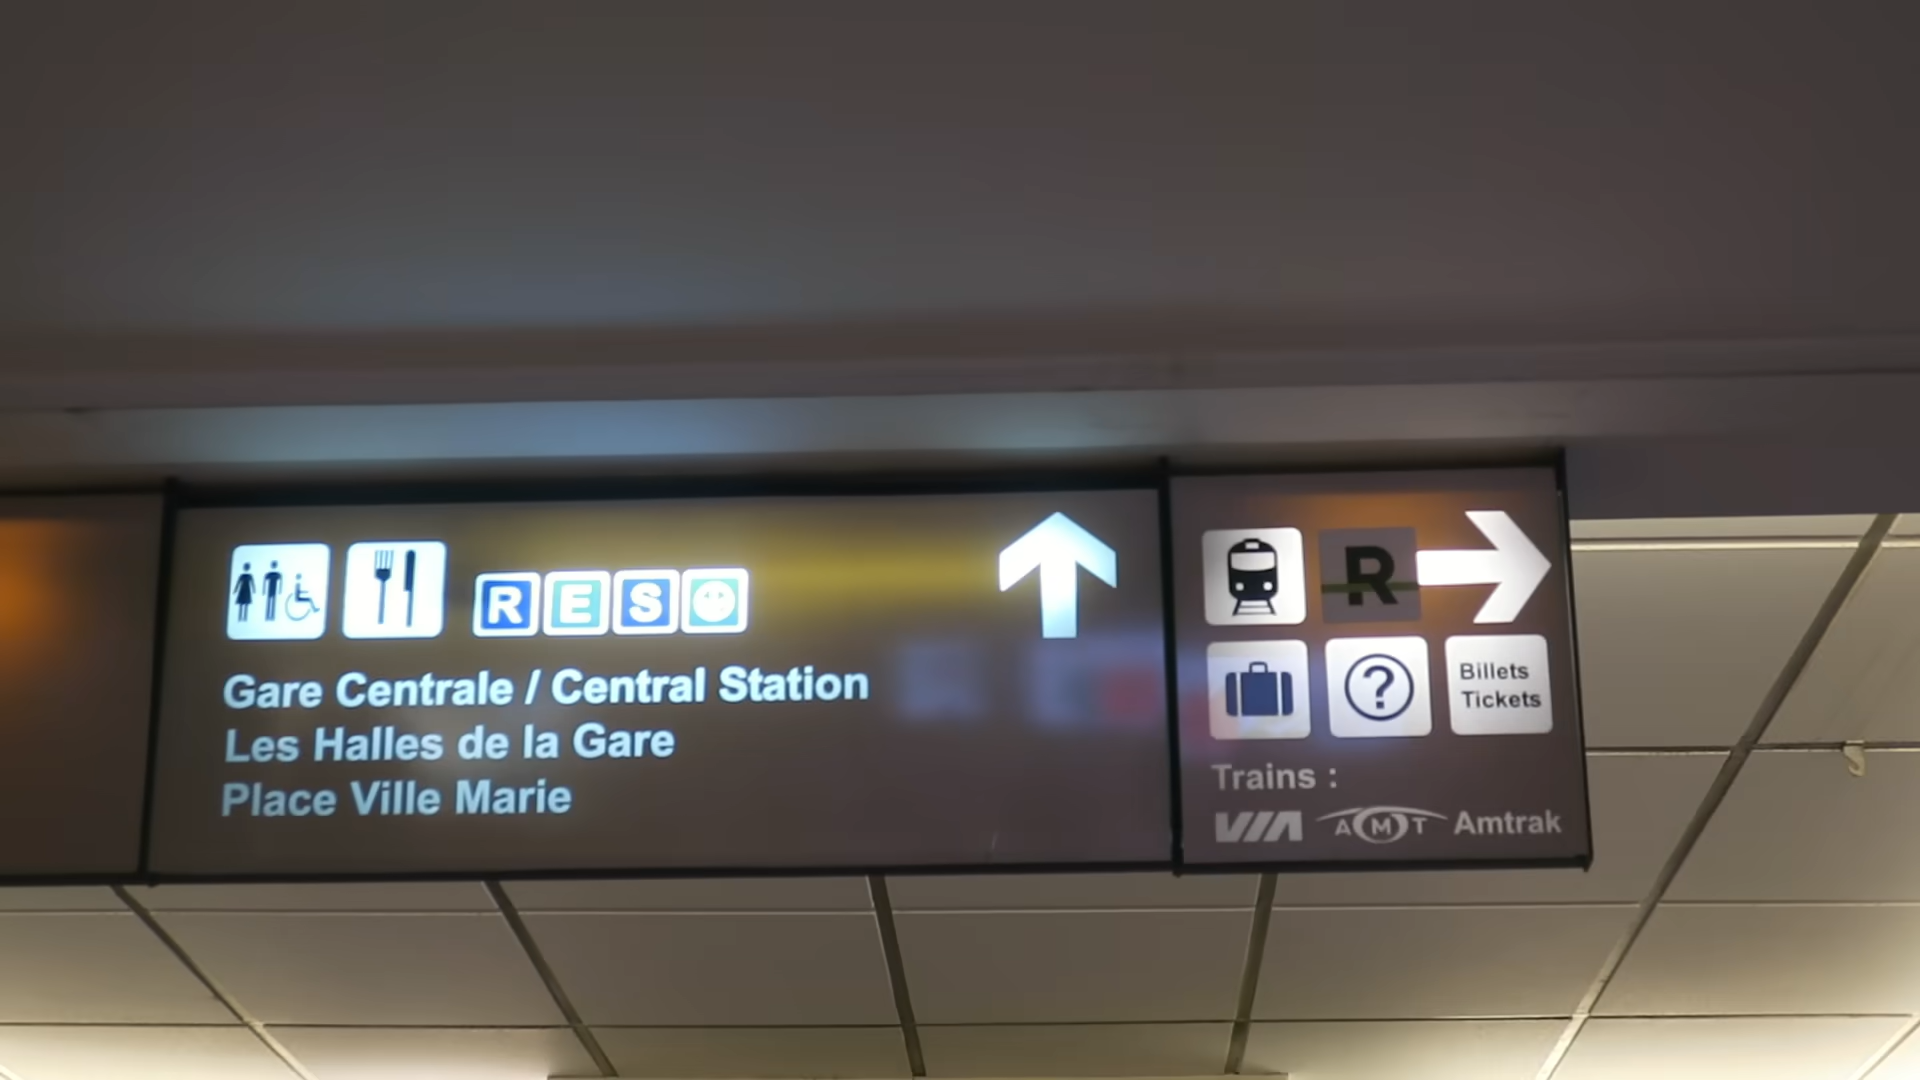 RESO
Gare Centrale / Central Station
Les Halles de la Gare
Place Ville Marie
R
?
Billets
Tickets
Trains :
VIA AMT Amtrak